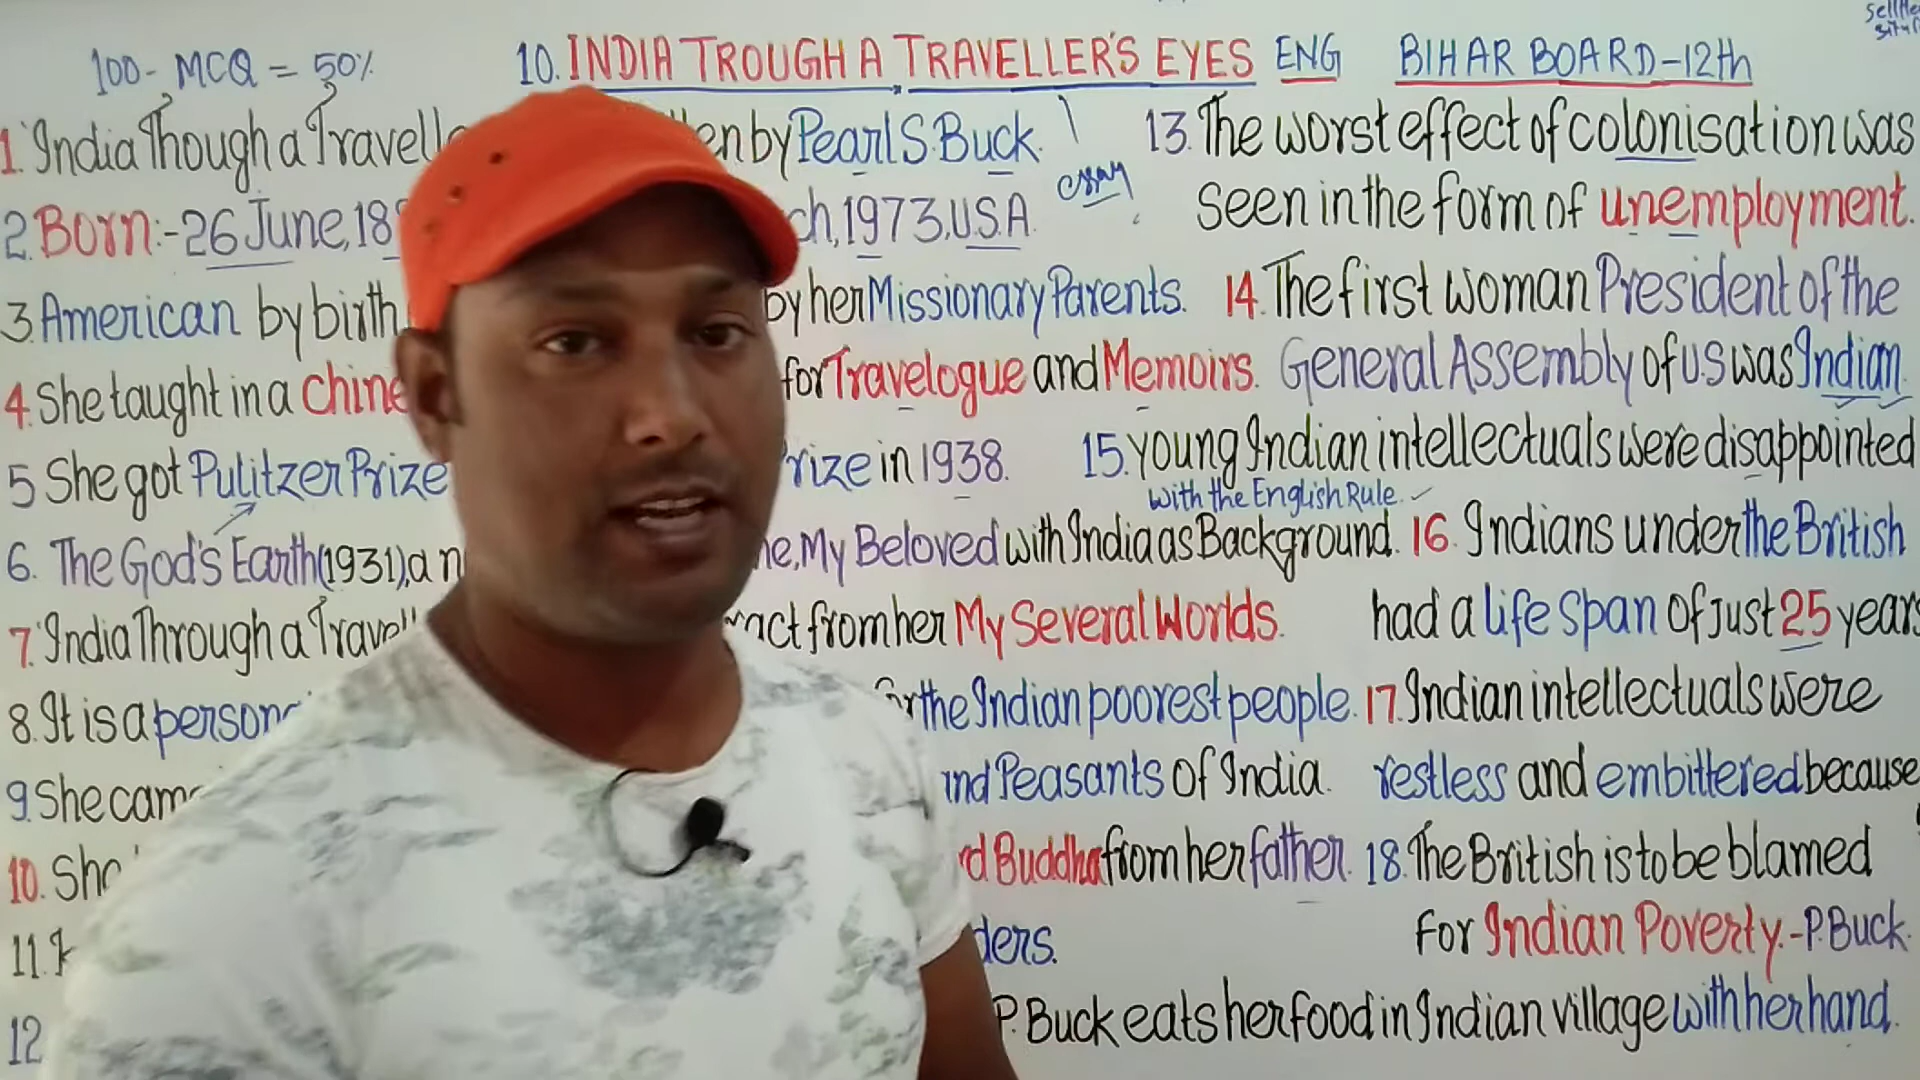 100- MCQ = 50%
10. INDIA TROUGH A TRAVELLER'S EYES ENG BIHAR BOARD-12th
1. India Though a Travell en by Pearl S. Buck.
essay
2. Born:- 26 June, 18 ch, 1973, U.S.A.
3 American by birth by her Missionary Parents.
4. She taught in a Chine for Travelogue and Memoirs.
5 She got Pulitzer Prize rize in 1938.
6. The God's Earth (1931), an e, My Beloved with India as Background.
7. India Through a Travell ract from her My Several Worlds.
8. It is a person for the Indian poorest people.
9. She came and Peasants of India.
10. She d Buddha from her father.
11. ders.
12 P. Buck eats her food in Indian village with her hand.
13. The worst effect of colonisation was
seen in the form of unemployment.
14. The first woman President of the
General Assembly of U.S was Indian.
15. young Indian intellectuals were disappointed
with the English Rule.
16. Indians under the British
had a life span of Just 25 years
17. Indian intellectuals were
restless and embittered because
18. The British is to be blamed
for Indian Poverty.-P. Buck.